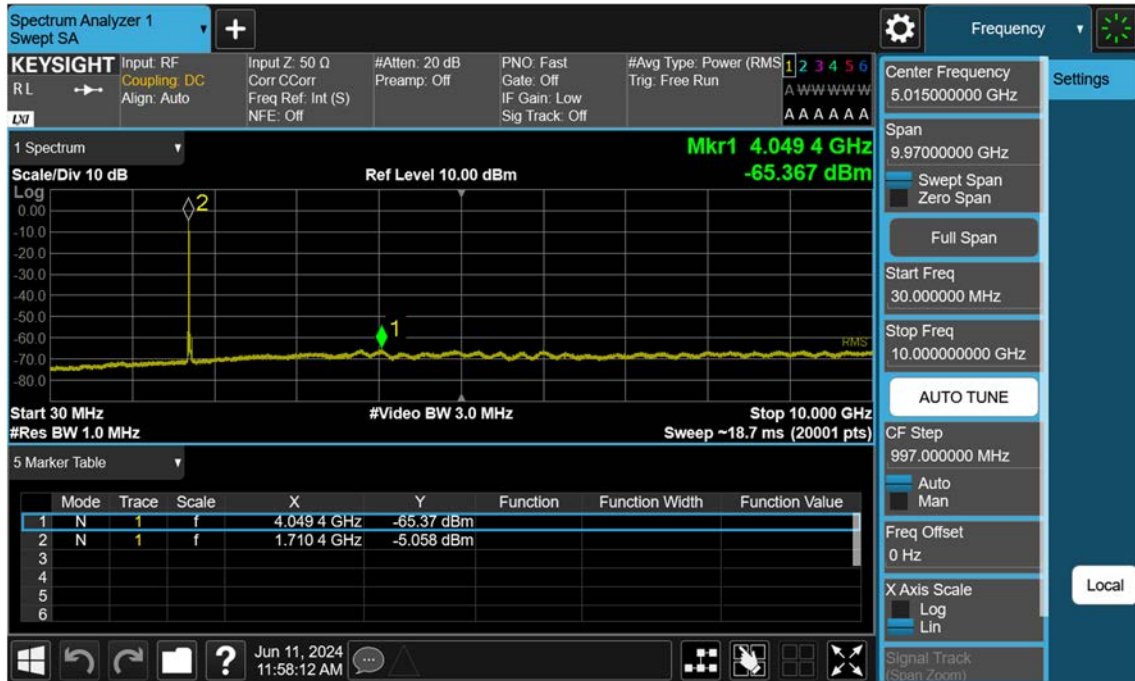 Spectrum Analyzer 1
Swept SA
Frequency
KEYSIGHT
RL
LXI
Input: RF
Coupling: DC
Align: Auto
Input Z: 50 Ω
Corr CCorr
Freq Ref: Int (S)
NFE: Off
#Atten: 20 dB
Preamp: Off
PNO: Fast
Gate: Off
IF Gain: Low
Sig Track: Off
#Avg Type: Power (RMS
Trig: Free Run
1 2 3 4 5 6
A W W W W W
A A A A A A
1 Spectrum
Mkr1 4.049 4 GHz
Scale/Div 10 dB
Ref Level 10.00 dBm
-65.367 dBm
Log
0.00
-10.0
-20.0
-30.0
-40.0
-50.0
-60.0
-70.0
-80.0
2
1
RMS
Start 30 MHz
#Video BW 3.0 MHz
Stop 10.000 GHz
#Res BW 1.0 MHz
Sweep ~18.7 ms (20001 pts)
5 Marker Table
Mode Trace Scale X Y Function Function Width Function Value
1 N 1 f 4.049 4 GHz -65.37 dBm
2 N 1 f 1.710 4 GHz -5.058 dBm
3
4
5
6
Center Frequency
5.015000000 GHz
Span
9.97000000 GHz
Swept Span
Zero Span
Full Span
Start Freq
30.000000 MHz
Stop Freq
10.000000000 GHz
AUTO TUNE
CF Step
997.000000 MHz
Auto
Man
Freq Offset
0 Hz
X Axis Scale
Log
Lin
Signal Track
(Span Zoom)
Settings
Local
?
Jun 11, 2024
11:58:12 AM